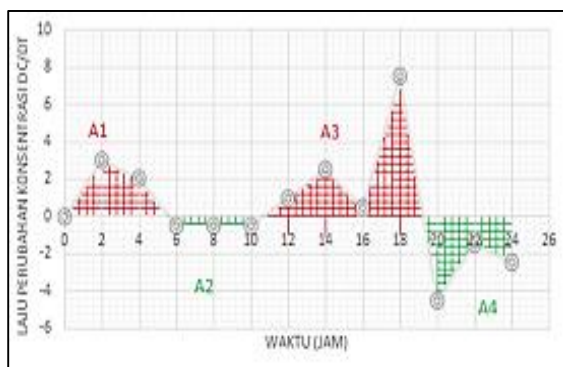 LAJU PERUBAHAN KONSENTRASI DC/DT
10
8
6
4
2
0
-2
-4
-6
A1
A3
A2
A4
0 2 4 6 8 10 12 14 16 18 20 22 24 26
WAKTU (JAM)